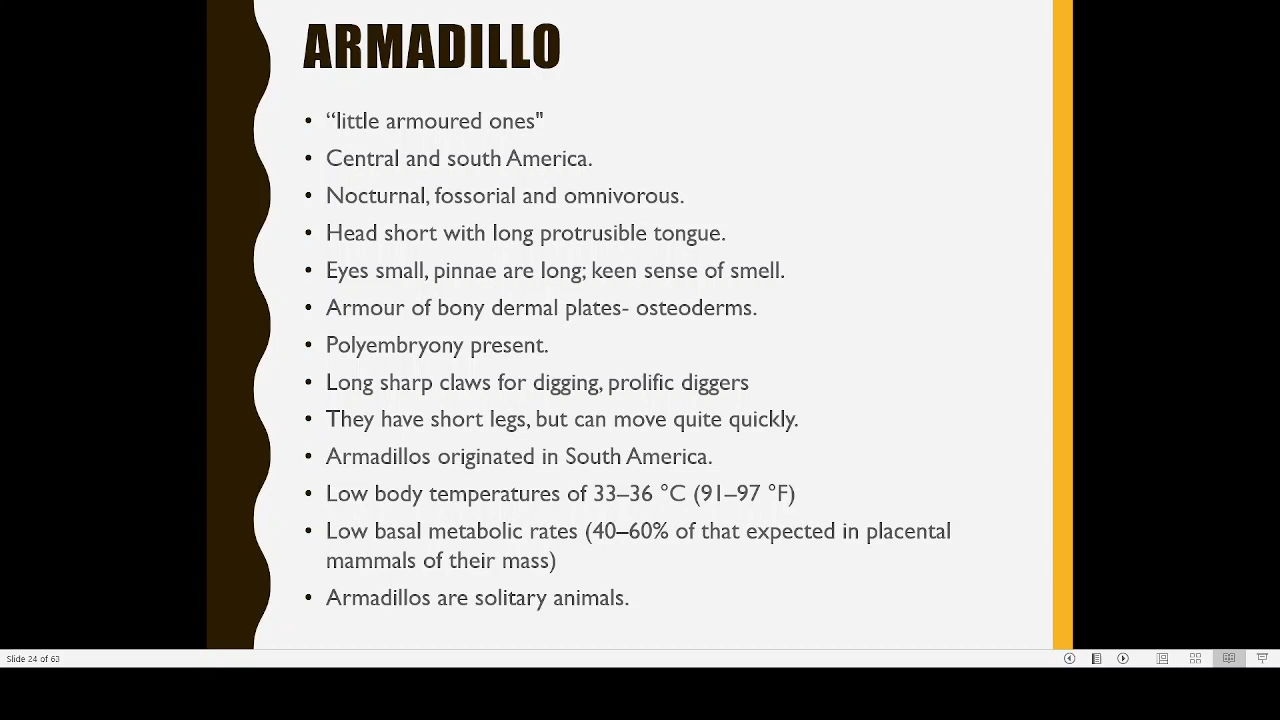 ARMADILLO
• “little armoured ones"
• Central and south America.
• Nocturnal, fossorial and omnivorous.
• Head short with long protrusible tongue.
• Eyes small, pinnae are long; keen sense of smell.
• Armour of bony dermal plates- osteoderms.
• Polyembryony present.
• Long sharp claws for digging, prolific diggers
• They have short legs, but can move quite quickly.
• Armadillos originated in South America.
• Low body temperatures of 33–36 °C (91–97 °F)
• Low basal metabolic rates (40–60% of that expected in placental
mammals of their mass)
• Armadillos are solitary animals.
Slide 24 of 63